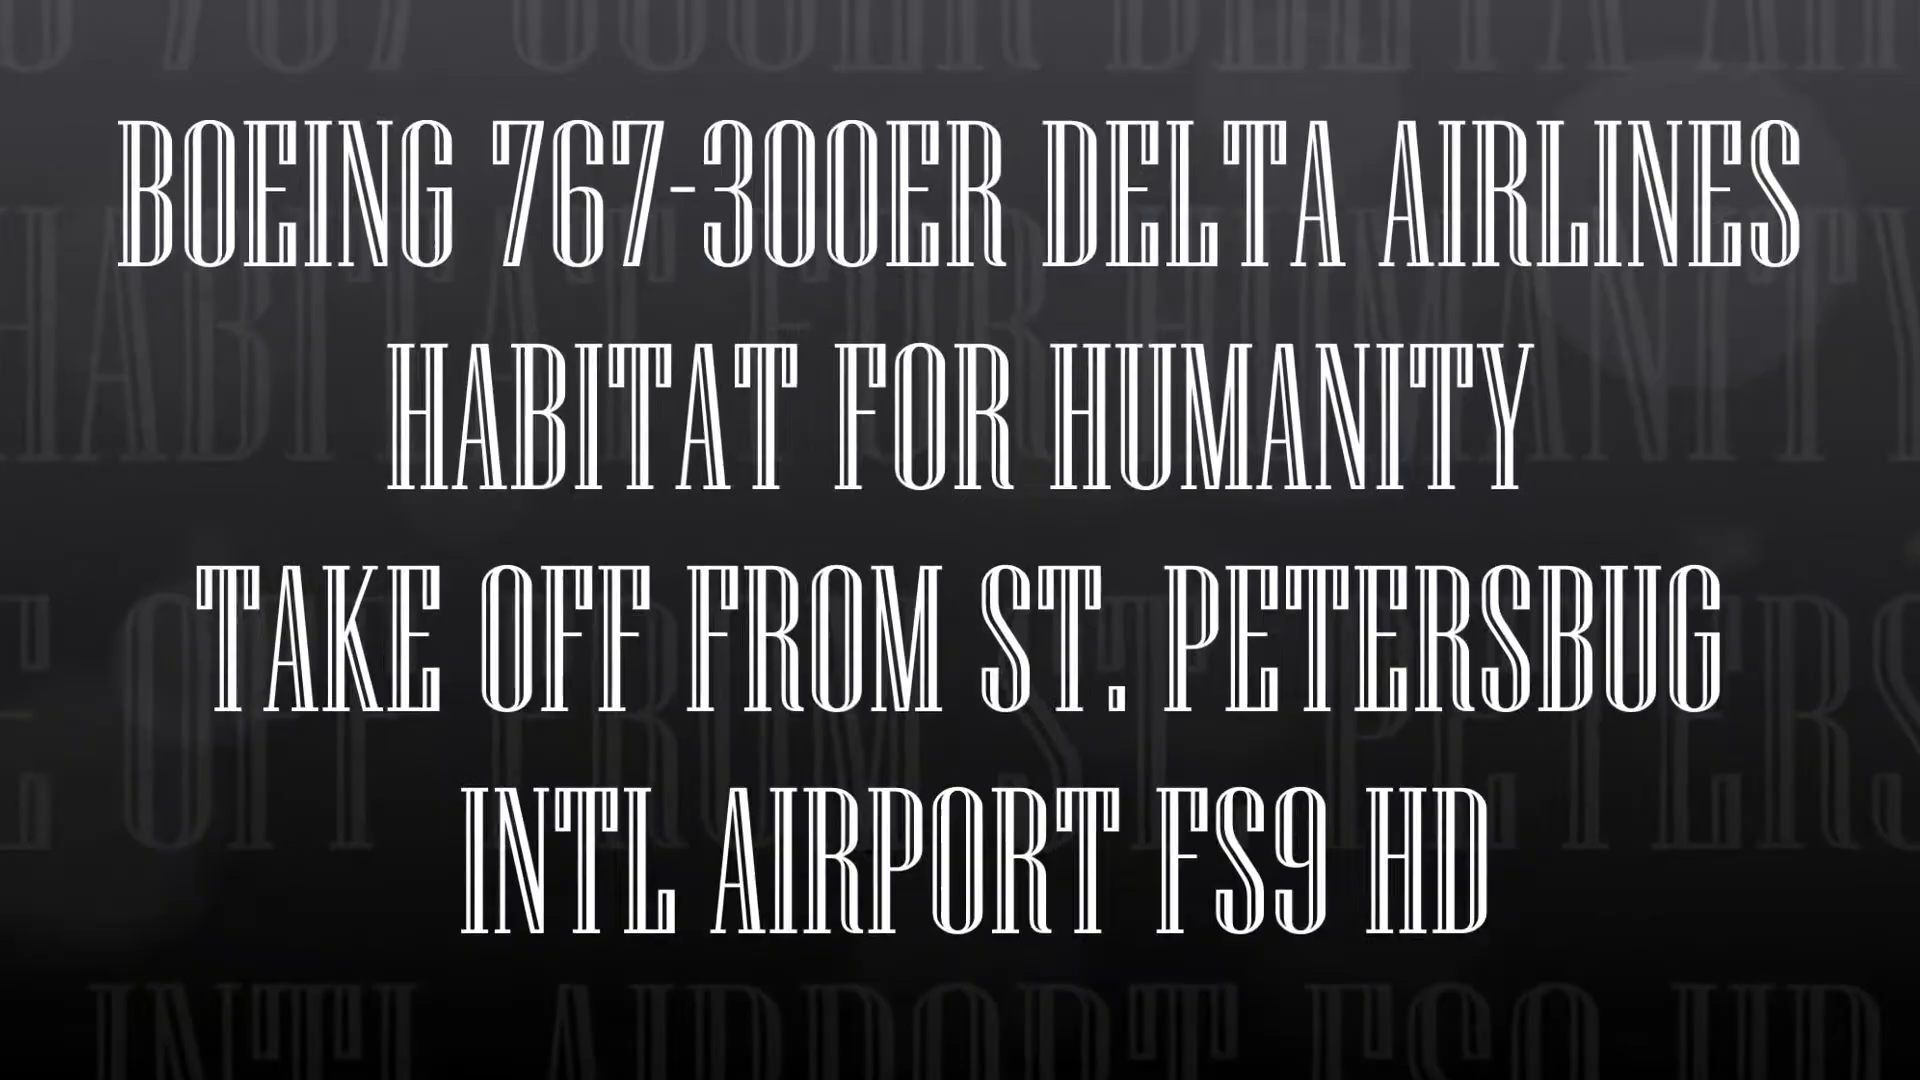 BOEING 767-300ER DELTA AIRLINES
HABITAT FOR HUMANITY
TAKE OFF FROM ST. PETERSBUG
INTL AIRPORT FS9 HD